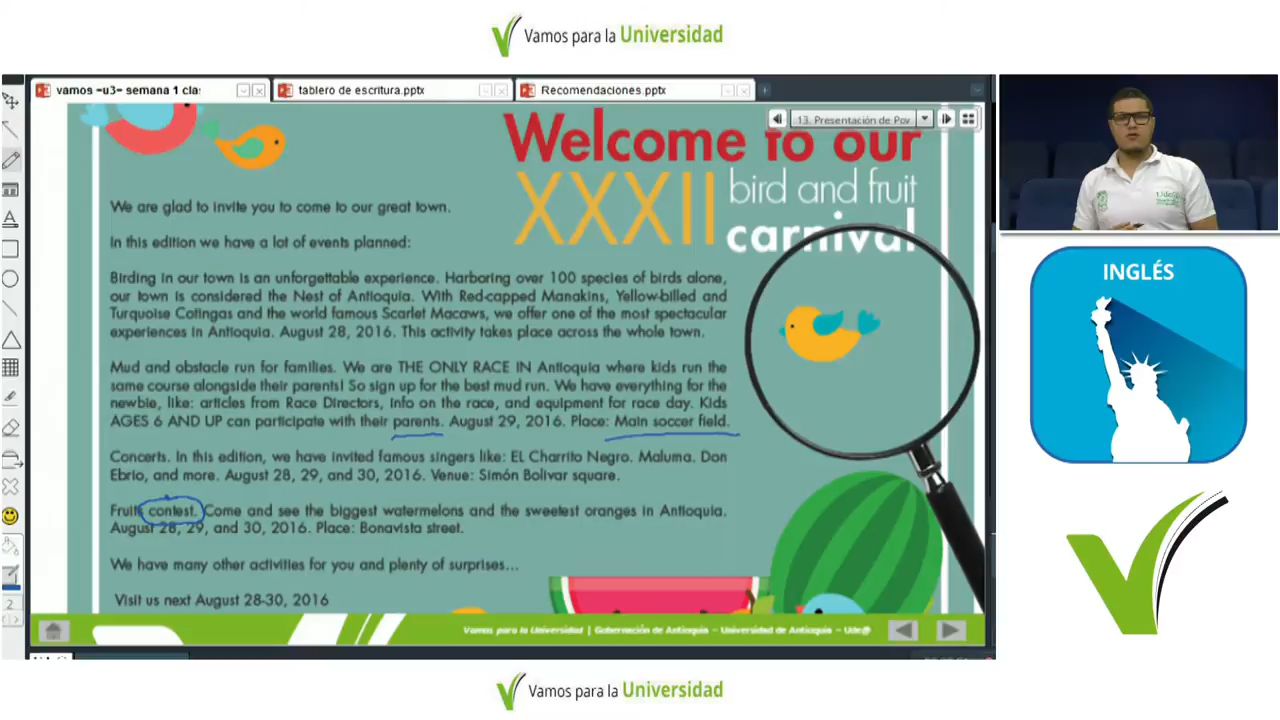 Vamos para la Universidad
vamos =u3= semana 1 cla:
tablero de escritura.pptx
Recomendaciones.pptx
13. Presentación de Pov
Welcome to our
XXXII bird and fruit
carnival
We are glad to invite you to come to our great town.
In this edition we have a lot of events planned:
Birding in our town is an unforgettable experience. Harboring over 100 species of birds alone,
our town is considered the Nest of Antioquia. With Red-capped Manakins, Yellow-billed and
Turquoise Cotingas and the world famous Scarlet Macaws, we offer one of the most spectacular
experiences in Antioquia. August 28, 2016. This activity takes place across the whole town.
Mud and obstacle run for families. We are THE ONLY RACE IN Antioquia where kids run the
same course alongside their parents! So sign up for the best mud run. We have everything for the
newbie, like: articles from Race Directors, info on the race, and equipment for race day. Kids
AGES 6 AND UP can participate with their parents. August 29, 2016. Place: Main soccer field.
Concerts. In this edition, we have invited famous singers like: EL Charrito Negro. Maluma. Don
Ebrio, and more. August 28, 29, and 30, 2016. Venue: Simón Bolivar square.
Fruits contest. Come and see the biggest watermelons and the sweetest oranges in Antioquia.
August 28, 29, and 30, 2016. Place: Bonavista street.
We have many other activities for you and plenty of surprises...
Visit us next August 28-30, 2016
Vamos para la Universidad | Gobernación de Antioquia – Universidad de Antioquia – Ude@
INGLÉS
2
Vamos para la Universidad